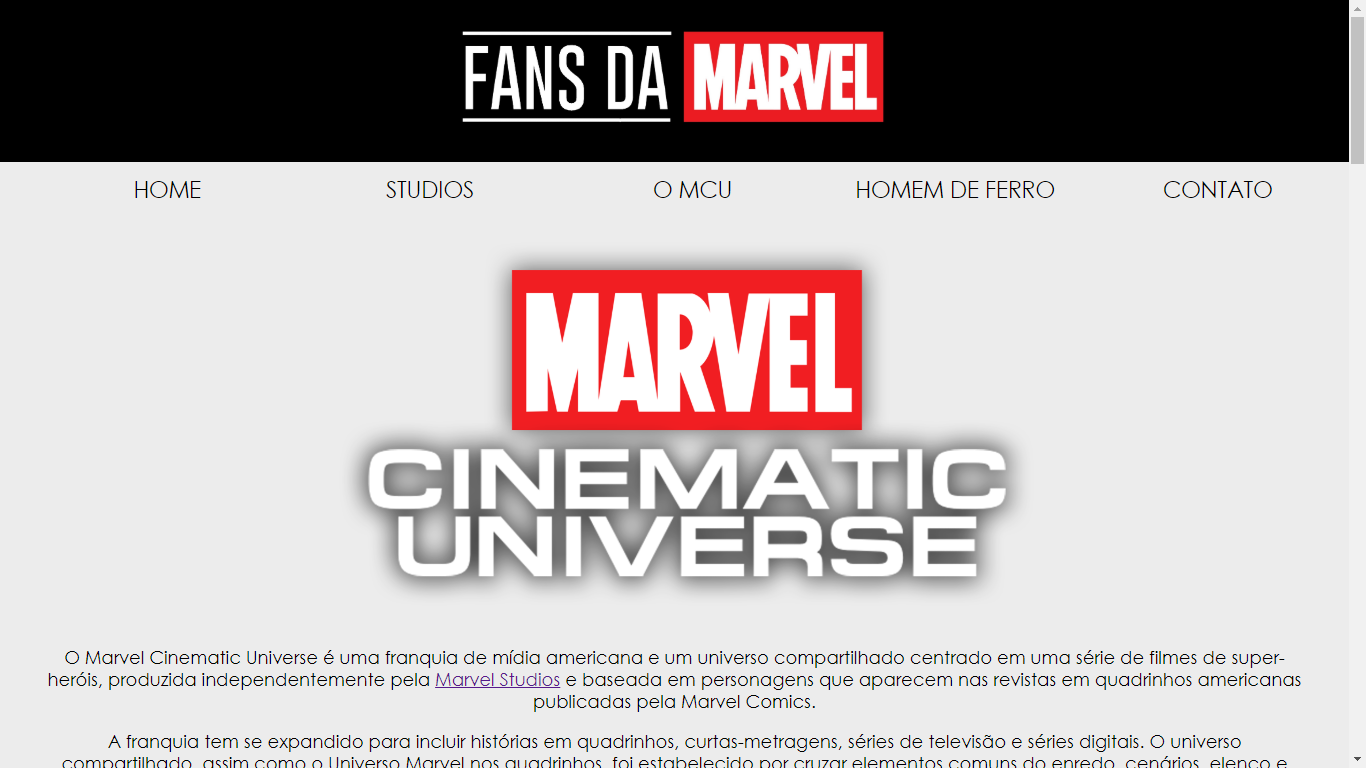 FANS DA MARVEL
HOME STUDIOS O MCU HOMEM DE FERRO CONTATO
MARVEL
CINEMATIC
UNIVERSE
O Marvel Cinematic Universe é uma franquia de mídia americana e um universo compartilhado centrado em uma série de filmes de super-
heróis, produzida independentemente pela Marvel Studios e baseada em personagens que aparecem nas revistas em quadrinhos americanas
publicadas pela Marvel Comics.
A franquia tem se expandido para incluir histórias em quadrinhos, curtas-metragens, séries de televisão e séries digitais. O universo
compartilhado, assim como o Universo Marvel nos quadrinhos, foi estabelecido por cruzar elementos comuns do enredo, cenários, elenco e